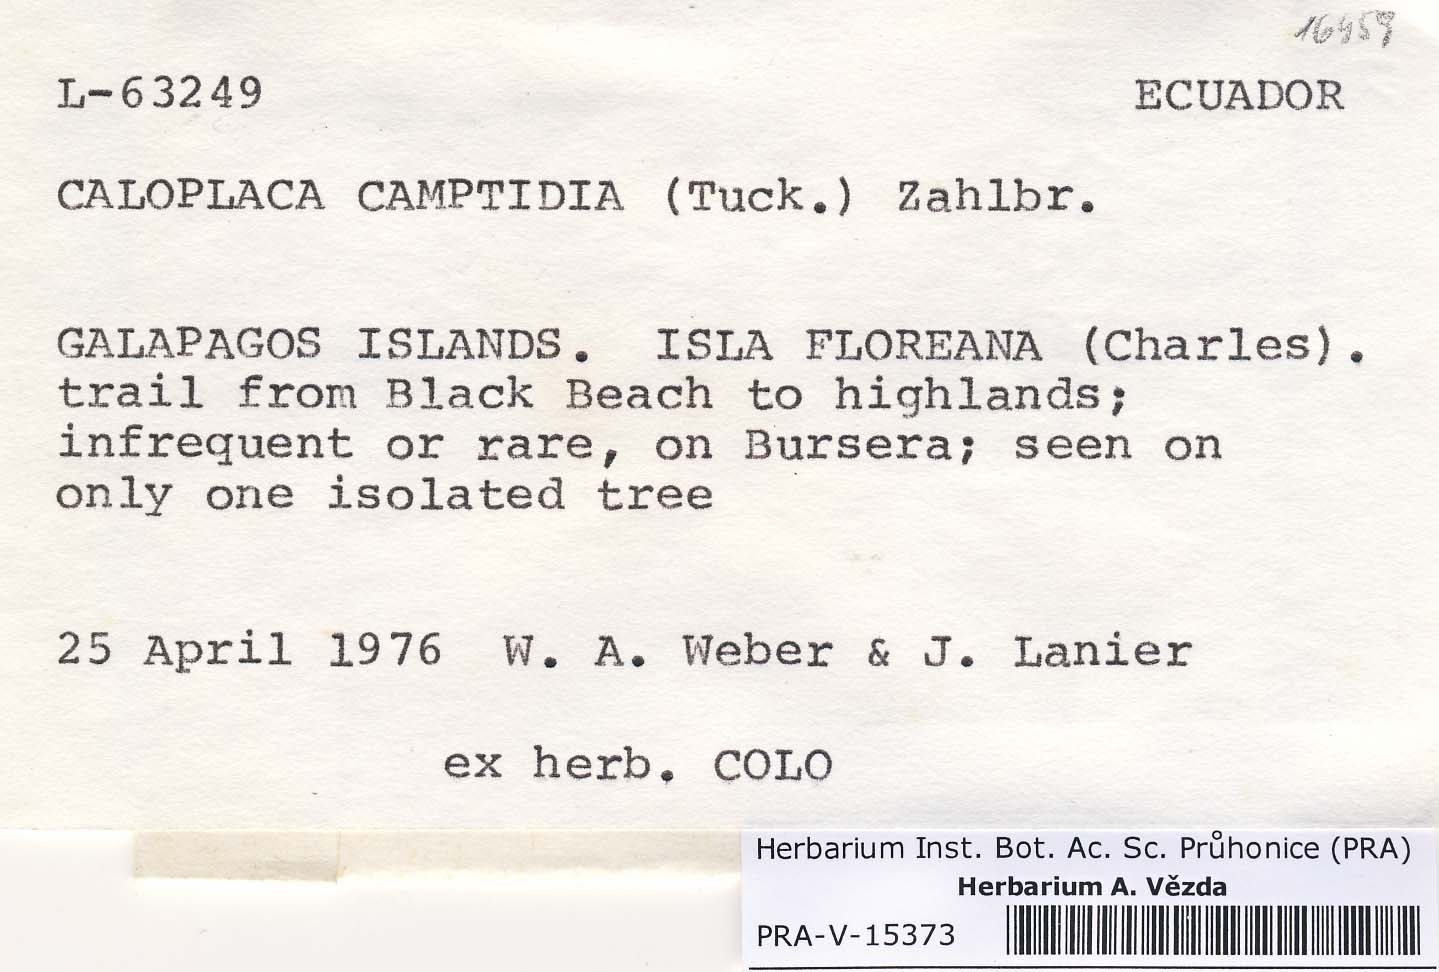 16459
L-63249 ECUADOR
CALOPLACA CAMPTIDIA (Tuck.) Zahlbr.
GALAPAGOS ISLANDS. ISLA FLOREANA (Charles).
trail from Black Beach to highlands;
infrequent or rare, on Bursera; seen on
only one isolated tree
25 April 1976 W. A. Weber & J. Lanier
ex herb. COLO
Herbarium Inst. Bot. Ac. Sc. Průhonice (PRA)
Herbarium A. Vězda
PRA-V-15373